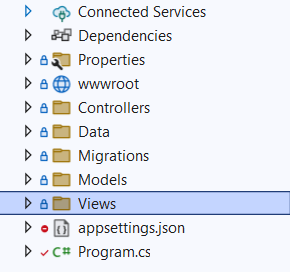 Connected Services
Dependencies
Properties
wwwroot
Controllers
Data
Migrations
Models
Views
appsettings.json
C# Program.cs